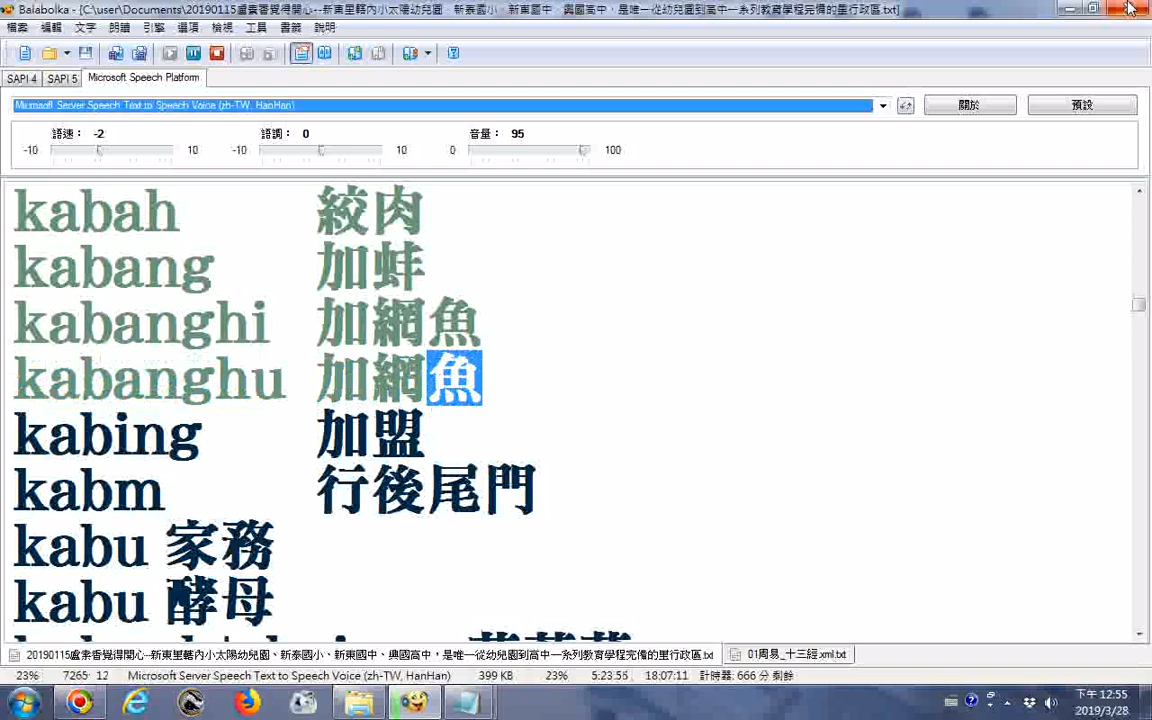 Balabolka - [C:\user\Documents\20190115盧素香覺得開心--新東里轄內小太陽幼兒園、新泰國小、新東國中、興國高中，是唯一從幼兒園到高中一系列教育學程完備的里行政區.txt]
檔案 編輯 文字 朗讀 引擎 選項 檢視 工具 書籤 說明
SAPI 4 SAPI 5 Microsoft Speech Platform
Microsoft Server Speech Text to Speech Voice (zh-TW, HanHan) 關於 預設
語速： -2 語調： 0 音量： 95
-10 10 -10 10 0 100
kabah 絞肉
kabang 加蚌
kabanghi 加網魚
kabanghu 加網魚
kabing 加盟
kabm 行後尾門
kabu 家務
kabu 酵母
20190115盧素香覺得開心--新東里轄內小太陽幼兒園、新泰國小、新東國中、興國高中，是唯一從幼兒園到高中一系列教育學程完備的里行政區.txt 01周易_十三經.xml.txt
23% 7265: 12 Microsoft Server Speech Text to Speech Voice (zh-TW, HanHan) 399 KB 23% 5:23:56 18:07:11 計時器: 666 分 剩餘
下午 12:55
2019/3/28